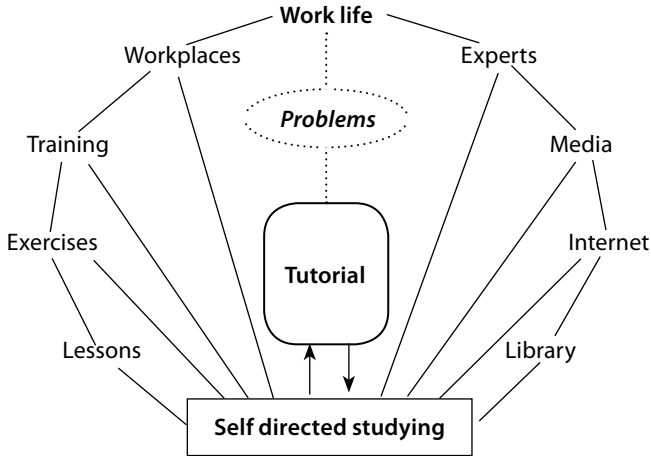 Work life
Workplaces
Experts
Problems
Training
Media
Exercises
Internet
Tutorial
Lessons
Library
Self directed studying